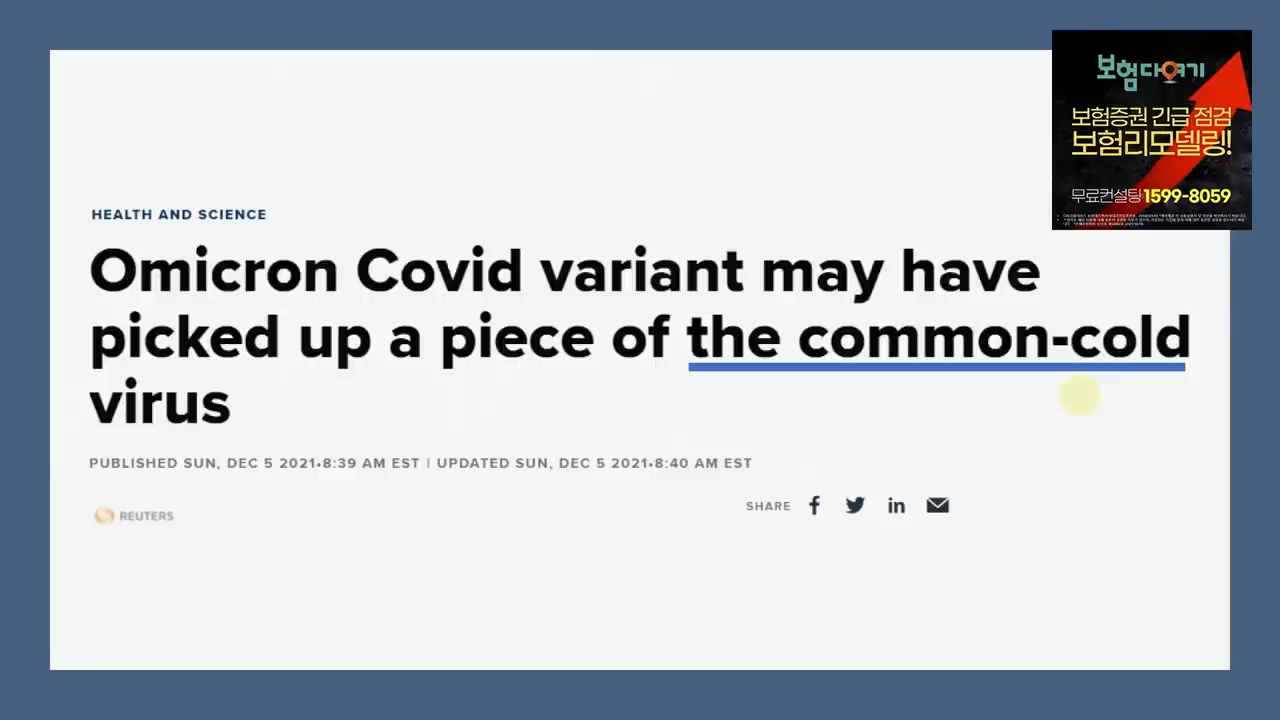 HEALTH AND SCIENCE
Omicron Covid variant may have
picked up a piece of the common-cold
virus
PUBLISHED SUN, DEC 5 2021•8:39 AM EST | UPDATED SUN, DEC 5 2021•8:40 AM EST
REUTERS
SHARE
보험다여기
보험증권 긴급 점검
보험리모델링!
무료컨설팅 1599-8059